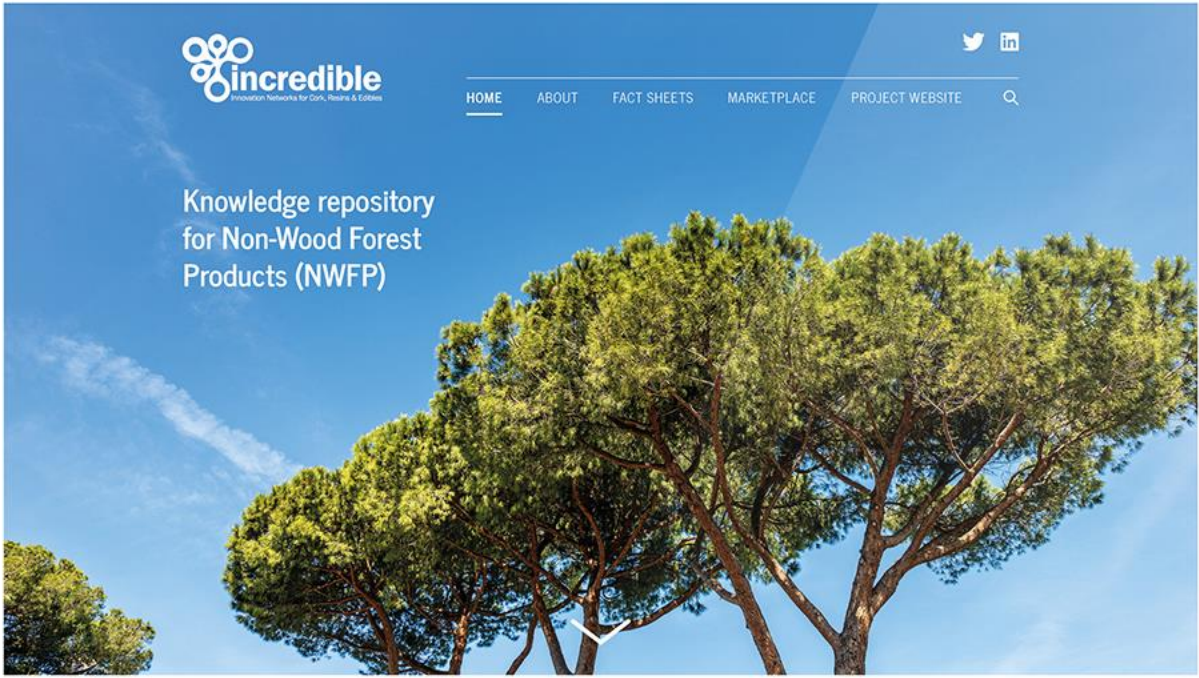 incredible
Innovation Networks for Cork, Resins & Edibles
HOME ABOUT FACT SHEETS MARKETPLACE PROJECT WEBSITE
Knowledge repository
for Non-Wood Forest
Products (NWFP)